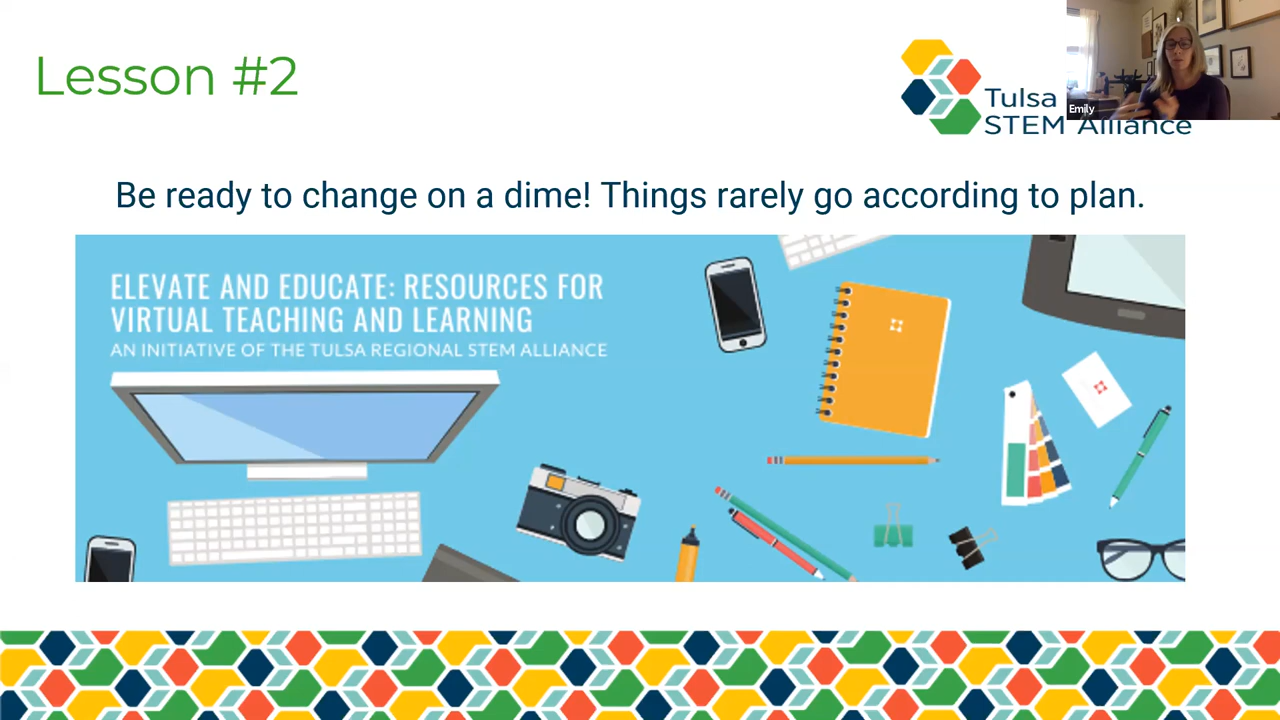 Lesson #2
Tulsa
STEM Alliance
Emily
Be ready to change on a dime! Things rarely go according to plan.
ELEVATE AND EDUCATE: RESOURCES FOR
VIRTUAL TEACHING AND LEARNING
AN INITIATIVE OF THE TULSA REGIONAL STEM ALLIANCE